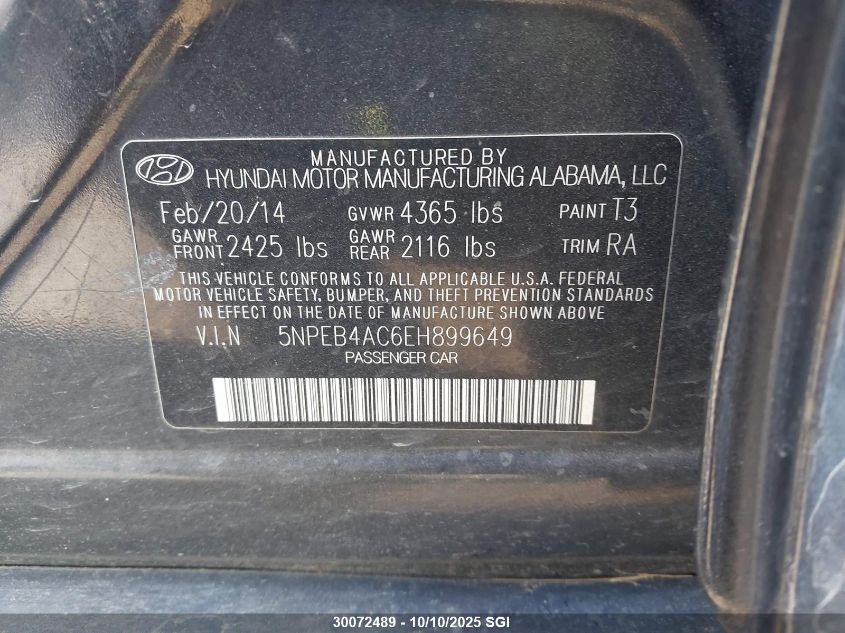 MANUFACTURED BY
HYUNDAI MOTOR MANUFACTURING ALABAMA, LLC
Feb/20/14 GVWR 4365 lbs PAINT T3
GAWR FRONT 2425 lbs GAWR REAR 2116 lbs TRIM RA
THIS VEHICLE CONFORMS TO ALL APPLICABLE U.S.A. FEDERAL
MOTOR VEHICLE SAFETY, BUMPER, AND THEFT PREVENTION STANDARDS
IN EFFECT ON THE DATE OF MANUFACTURE SHOWN ABOVE
V.I.N 5NPEB4AC6EH899649
PASSENGER CAR
30072489 - 10/10/2025 SGI